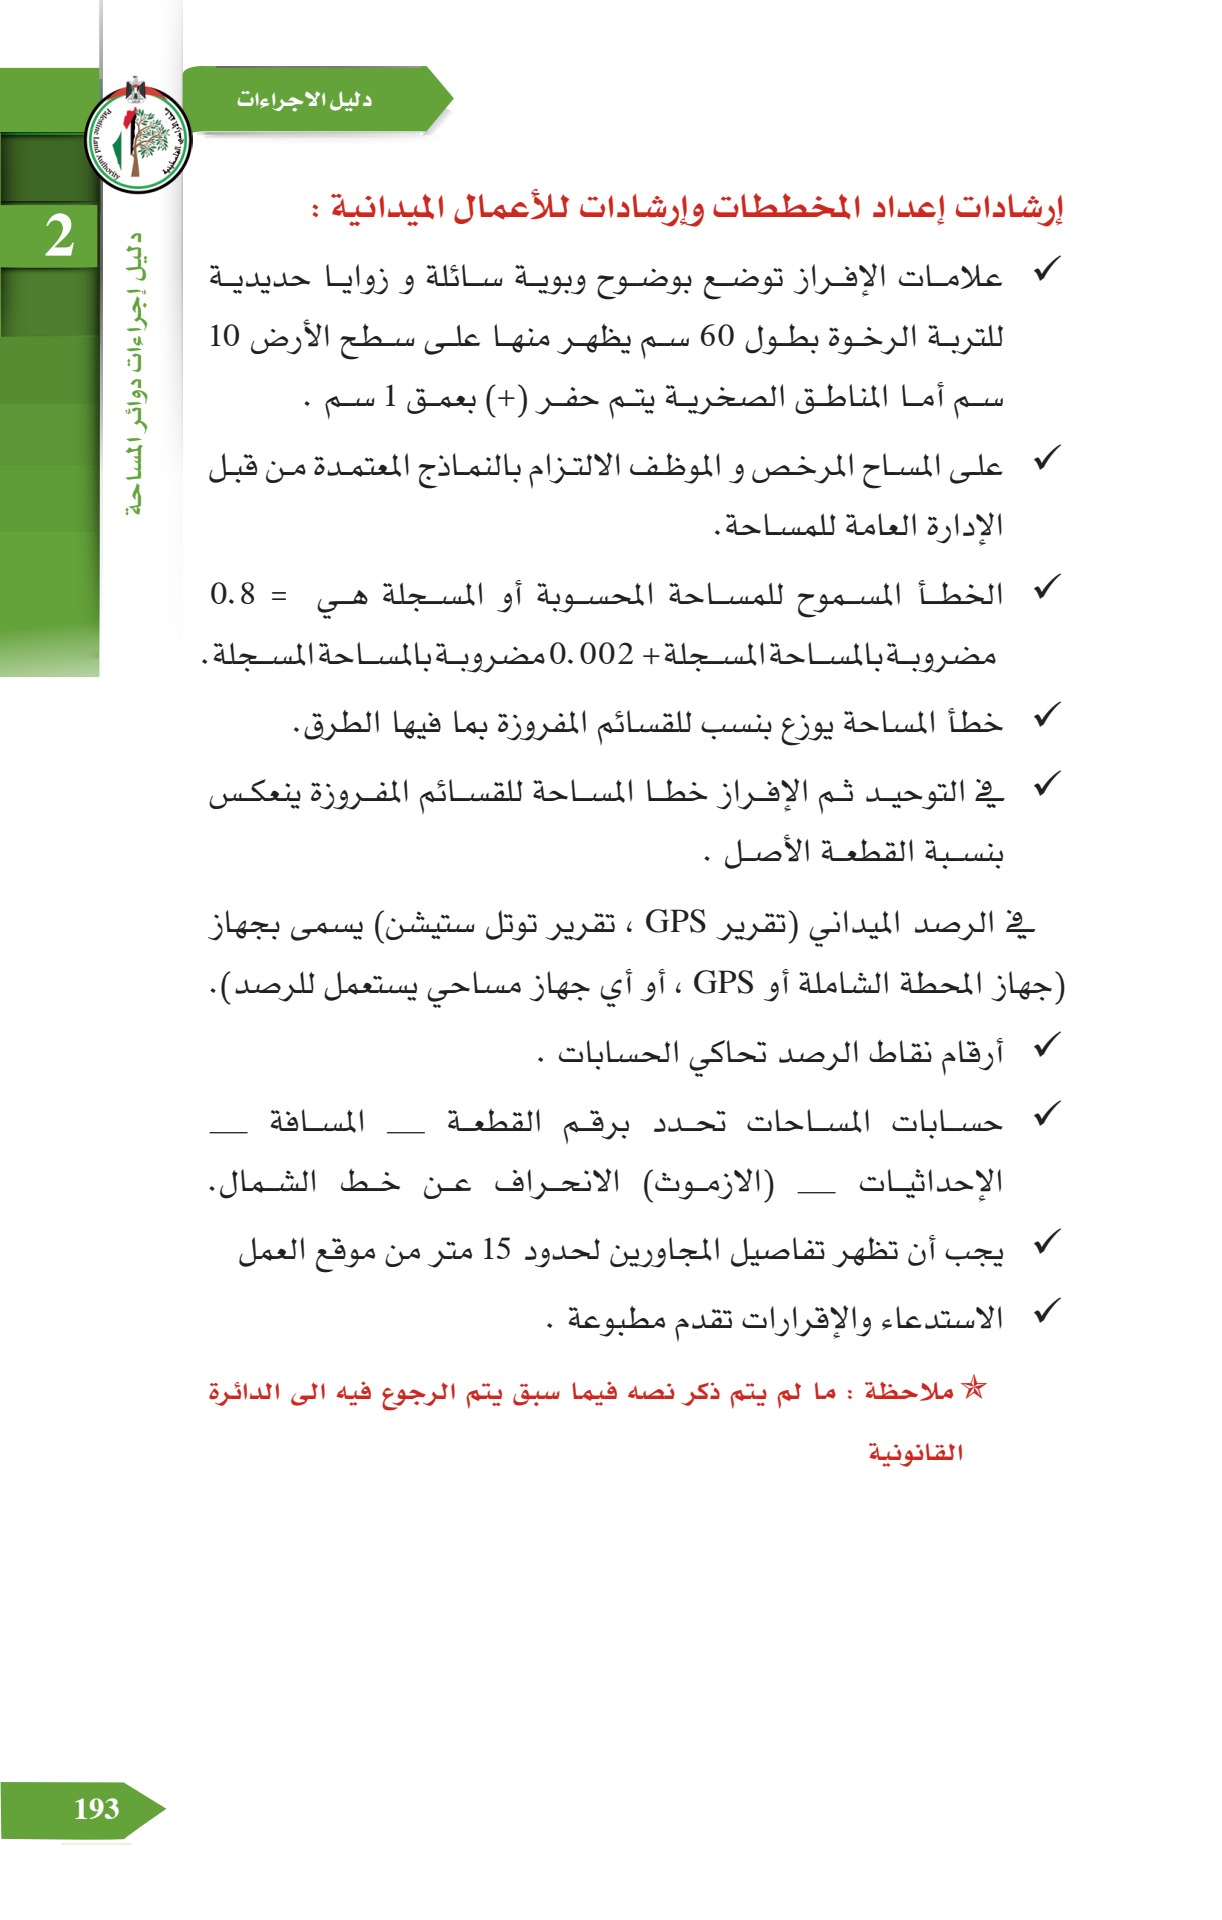 دليل الاجراءات
Palestine Land Authority
2
دليل إجراءات دوائر المساحة
إرشادات إعداد المخططات وإرشادات للأعمال الميدانية :
✓ علامات الإفراز توضع بوضوح وبوية سائلة و زوايا حديدية
للتربة الرخوة بطول 60 سم يظهر منها على سطح الأرض 10
سم أما المناطق الصخرية يتم حفر (+) بعمق 1 سم .
✓ على المساح المرخص و الموظف الالتزام بالنماذج المعتمدة من قبل
الإدارة العامة للمساحة.
✓ الخطأ المسموح للمساحة المحسوبة أو المسجلة هي = 0.8
مضروبة بالمساحة المسجلة + 0.002 مضروبة بالمساحة المسجلة.
✓ خطأ المساحة يوزع بنسب للقسائم المفروزة بما فيها الطرق.
✓ في التوحيد ثم الإفراز خطا المساحة للقسائم المفروزة ينعكس
بنسبة القطعة الأصل .
في الرصد الميداني (تقرير GPS ، تقرير توتل ستيشن) يسمى بجهاز
(جهاز المحطة الشاملة أو GPS ، أو أي جهاز مساحي يستعمل للرصد).
✓ أرقام نقاط الرصد تحاكي الحسابات .
✓ حسابات المساحات تحدد برقم القطعة __ المسافة __
الإحداثيات __ (الازموث) الانحراف عن خط الشمال.
✓ يجب أن تظهر تفاصيل المجاورين لحدود 15 متر من موقع العمل
✓ الاستدعاء والإقرارات تقدم مطبوعة .
✯ ملاحظة : ما لم يتم ذكر نصه فيما سبق يتم الرجوع فيه الى الدائرة
القانونية
193